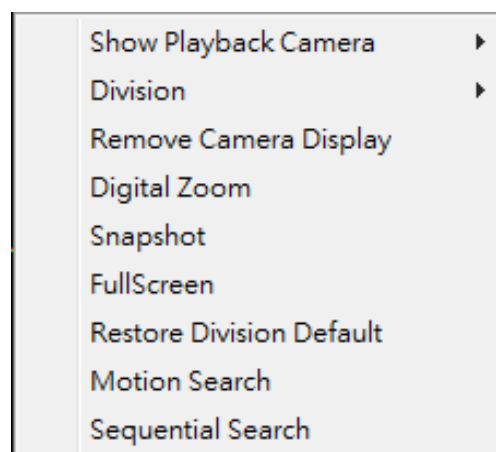 Show Playback Camera
Division
Remove Camera Display
Digital Zoom
Snapshot
FullScreen
Restore Division Default
Motion Search
Sequential Search